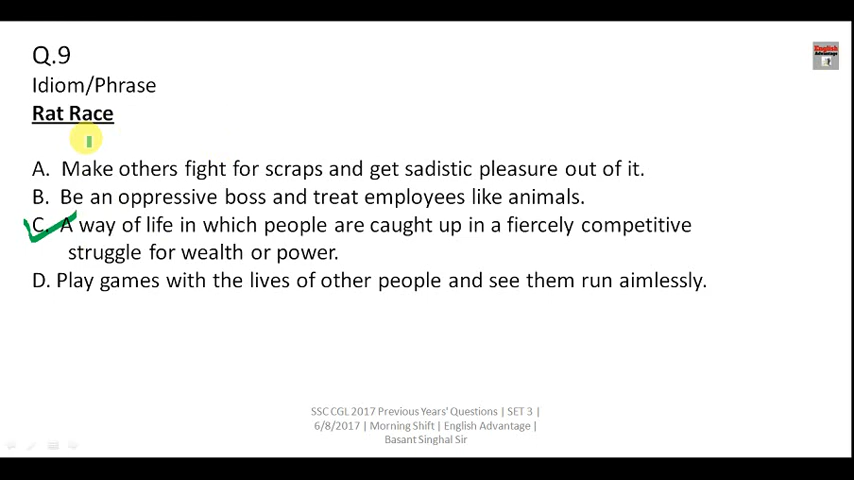 Q.9
English
Advantage
Idiom/Phrase
Rat Race
A. Make others fight for scraps and get sadistic pleasure out of it.
B. Be an oppressive boss and treat employees like animals.
C. A way of life in which people are caught up in a fiercely competitive
struggle for wealth or power.
D. Play games with the lives of other people and see them run aimlessly.
SSC CGL 2017 Previous Years' Questions | SET 3 |
6/8/2017 | Morning Shift | English Advantage |
Basant Singhal Sir